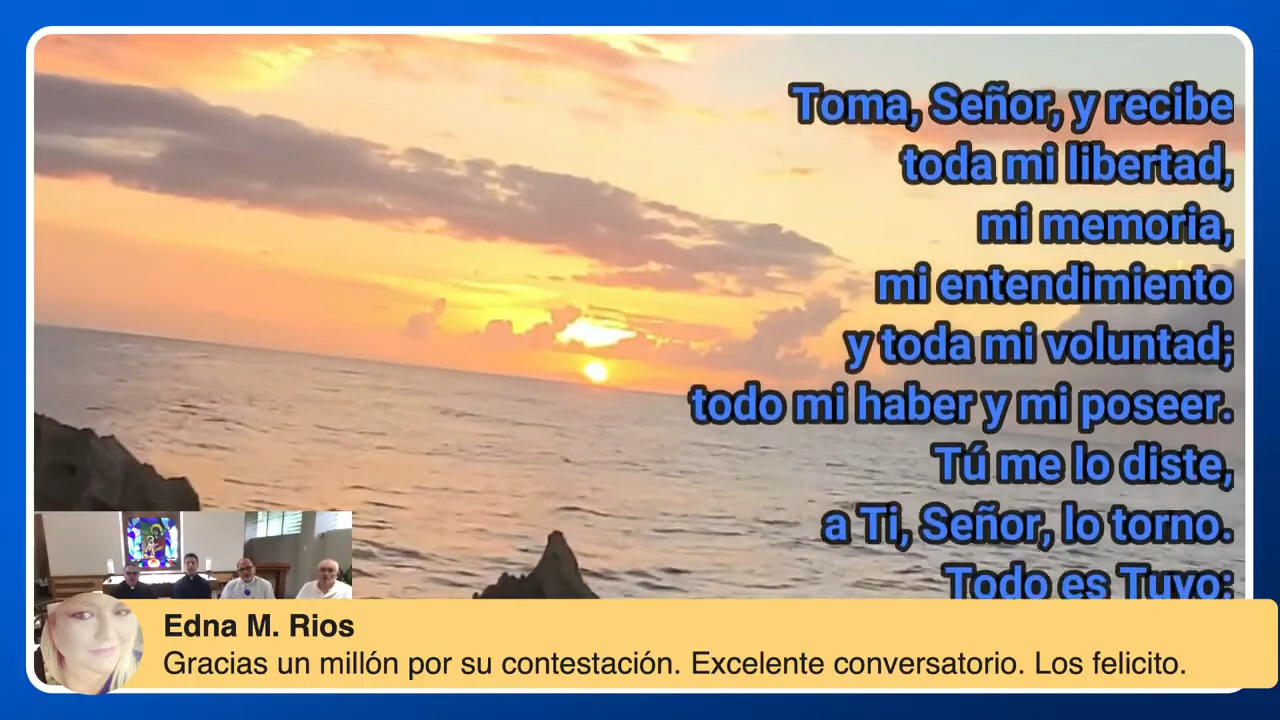 Toma, Señor, y recibe
toda mi libertad,
mi memoria,
mi entendimiento
y toda mi voluntad;
todo mi haber y mi poseer.
Tú me lo diste,
a Ti, Señor, lo torno.
Todo es Tuyo:
Edna M. Rios
Gracias un millón por su contestación. Excelente conversatorio. Los felicito.